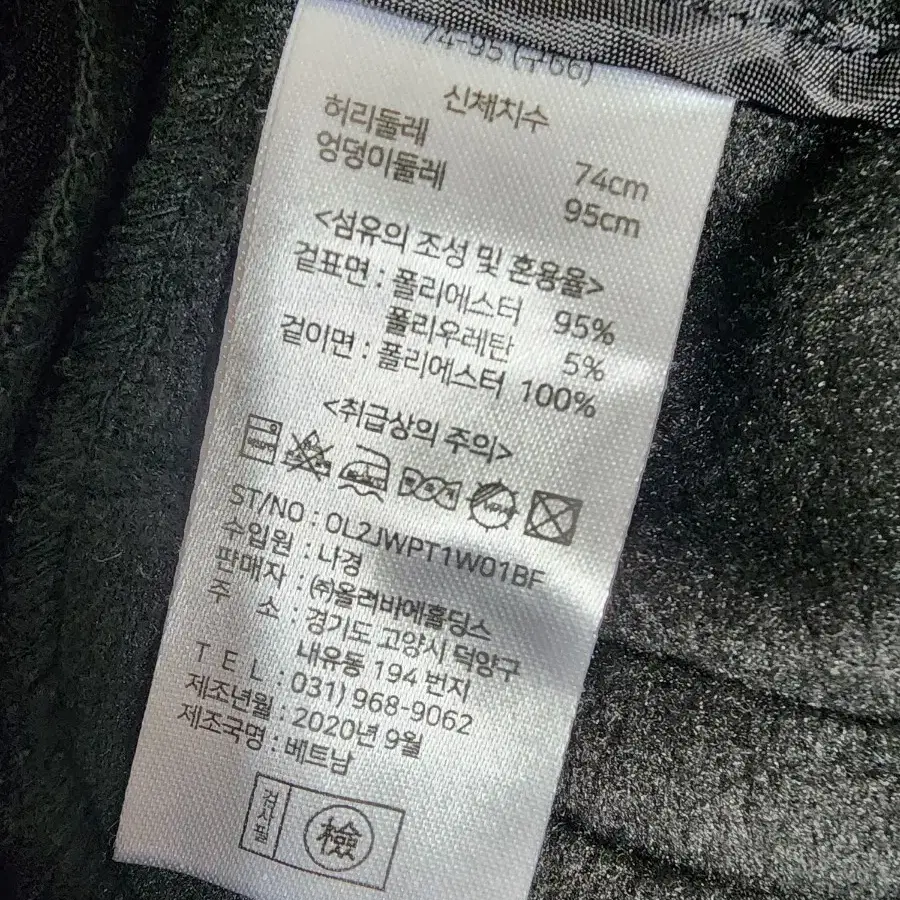 74-95 (구66)
신체치수
허리둘레 74cm
엉덩이둘레 95cm
<섬유의 조성 및 혼용율>
겉표면 : 폴리에스터 95%
폴리우레탄 5%
겉이면 : 폴리에스터 100%
<취급상의 주의>
ST/NO : OL2JWPT1W01BF
수입원 : 나경
판매자 : ㈜올리바에홀딩스
주 소 : 경기도 고양시 덕양구
내유동 194 번지
T E L : 031) 968-9062
제조년월 : 2020년 9월
제조국명 : 베트남
검사필
檢